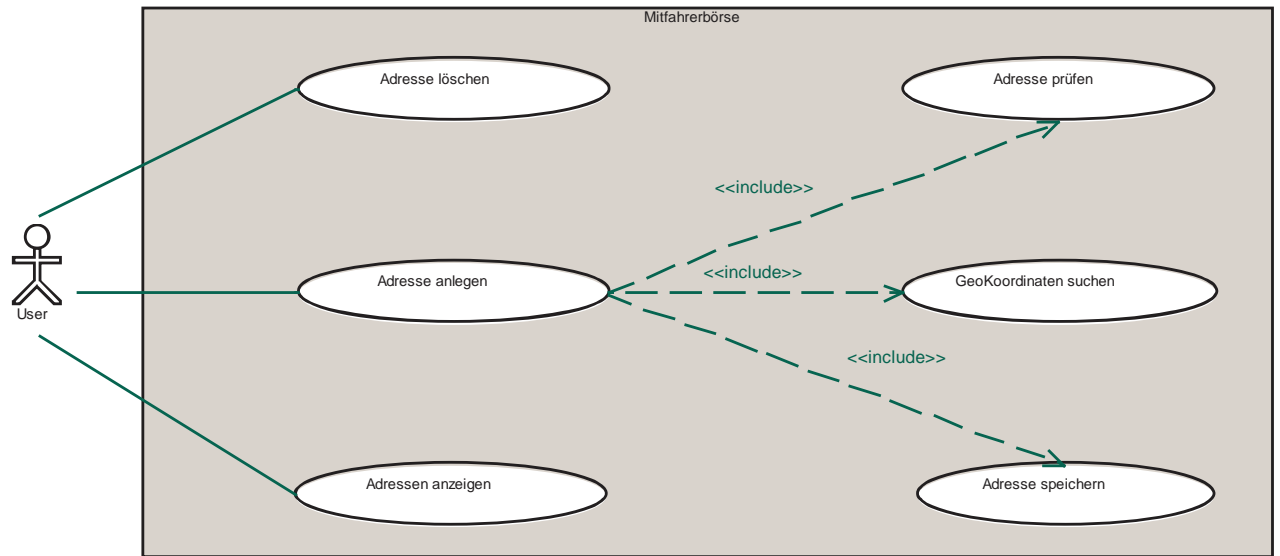 Mitfahrerbörse
Adresse löschen
Adresse prüfen
<<include>>
Adresse anlegen
<<include>>
GeoKoordinaten suchen
User
<<include>>
Adressen anzeigen
Adresse speichern